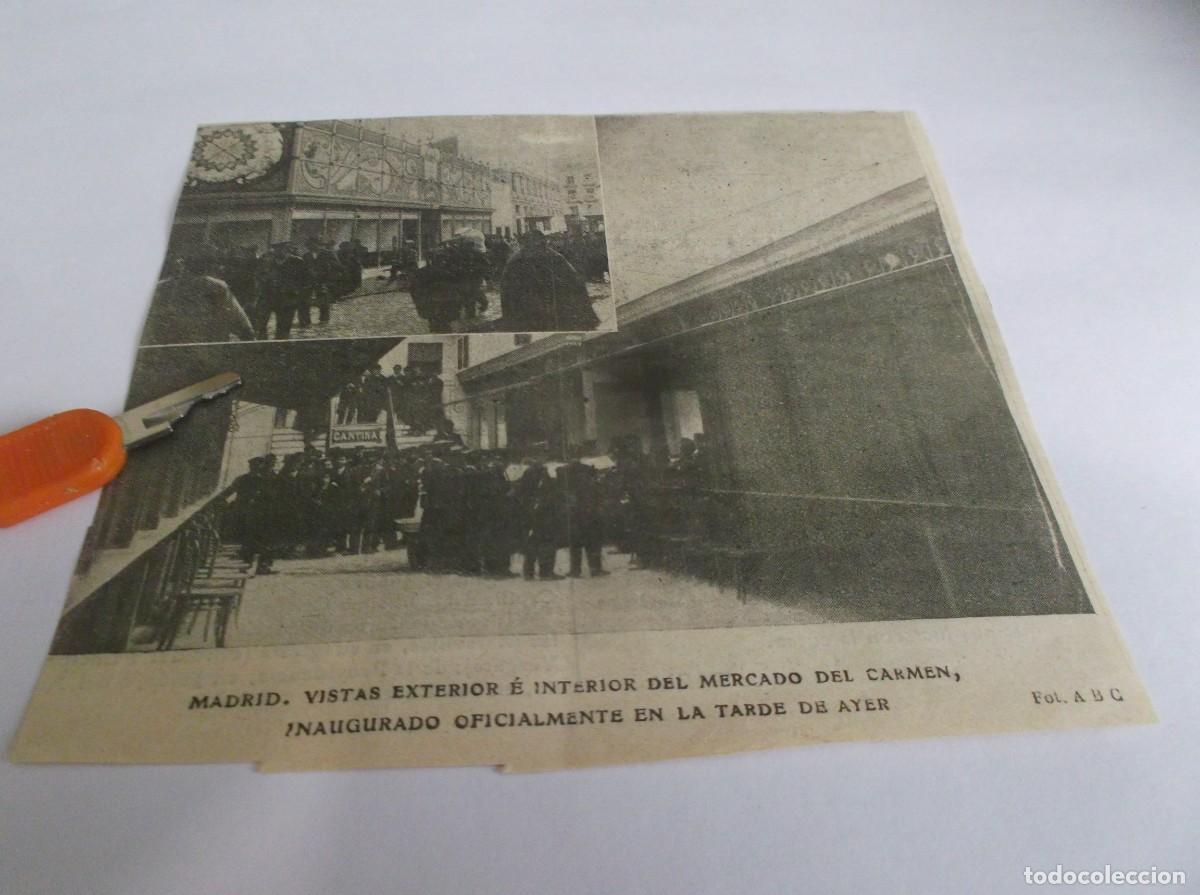 CANTINA
MADRID. VISTAS EXTERIOR É INTERIOR DEL MERCADO DEL CARMEN,
INAUGURADO OFICIALMENTE EN LA TARDE DE AYER
Fot. A B C
todocoleccion